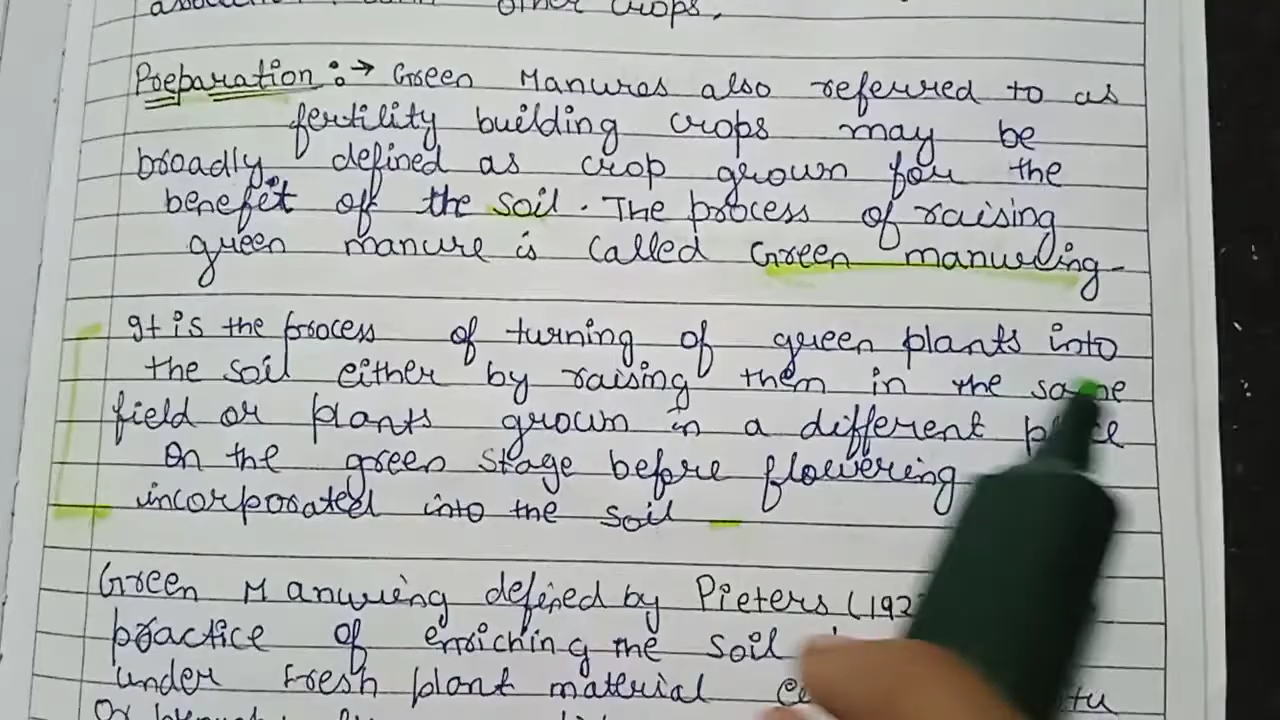 other crops.
Preparation :→ Green Manures also referred to as
fertility building crops may be
broadly defined as crop grown for the
benefit of the soil. The process of raising
green manure is called Green manuring-
It is the process of turning of green plants into
the soil either by raising them in the same
field or plants grown in a different place
On the green stage before flowering
incorporated into the soil
Green Manuring defined by Pieters (192
practice of enriching the soil
under Fresh plant material